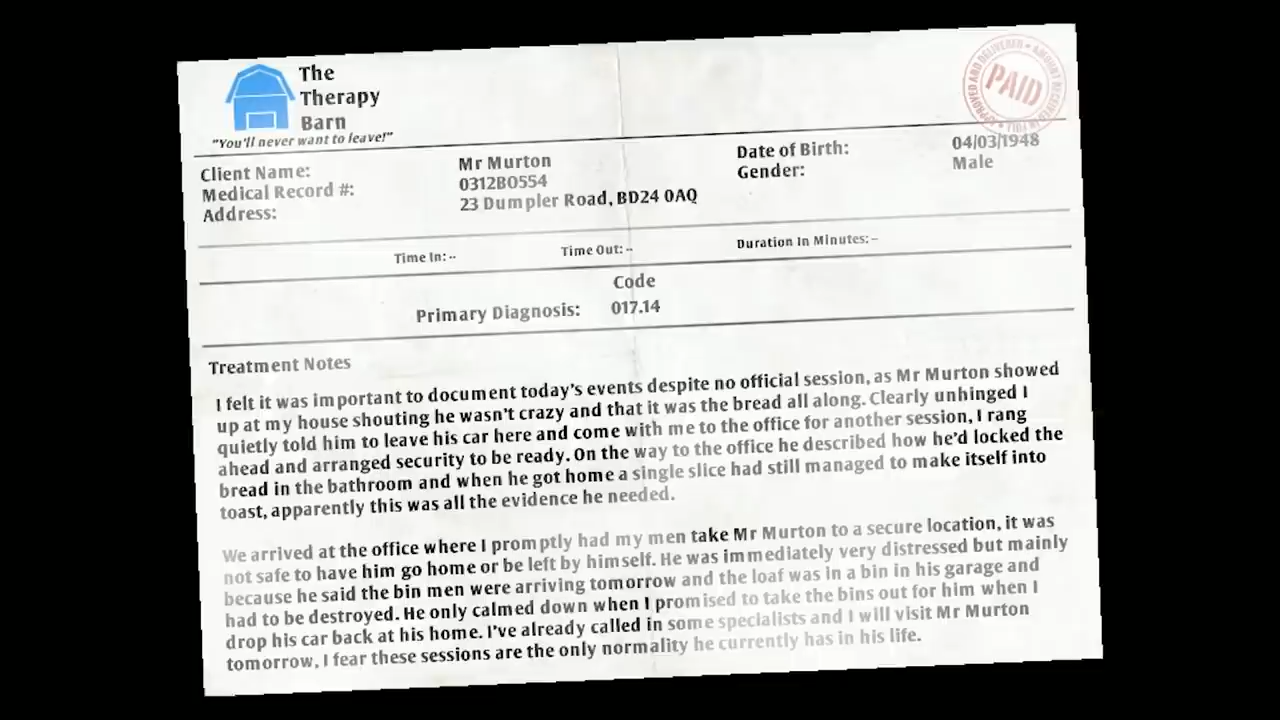 The
Therapy
Barn
"You'll never want to leave!"
APPROVED AND DELIVERED • AMOUNT RECEIVED IN FULL •
PAID
Client Name: Mr Murton Date of Birth: 04/03/1948
Medical Record #: 0312BO554 Gender: Male
Address: 23 Dumpler Road, BD24 0AQ
Time In: -- Time Out: -- Duration In Minutes: --
Code
Primary Diagnosis: 017.14
Treatment Notes
I felt it was important to document today's events despite no official session, as Mr Murton showed
up at my house shouting he wasn't crazy and that it was the bread all along. Clearly unhinged I
quietly told him to leave his car here and come with me to the office for another session, I rang
ahead and arranged security to be ready. On the way to the office he described how he'd locked the
bread in the bathroom and when he got home a single slice had still managed to make itself into
toast, apparently this was all the evidence he needed.
We arrived at the office where I promptly had my men take Mr Murton to a secure location, it was
not safe to have him go home or be left by himself. He was immediately very distressed but mainly
because he said the bin men were arriving tomorrow and the loaf was in a bin in his garage and
had to be destroyed. He only calmed down when I promised to take the bins out for him when I
drop his car back at his home. I've already called in some specialists and I will visit Mr Murton
tomorrow, I fear these sessions are the only normality he currently has in his life.